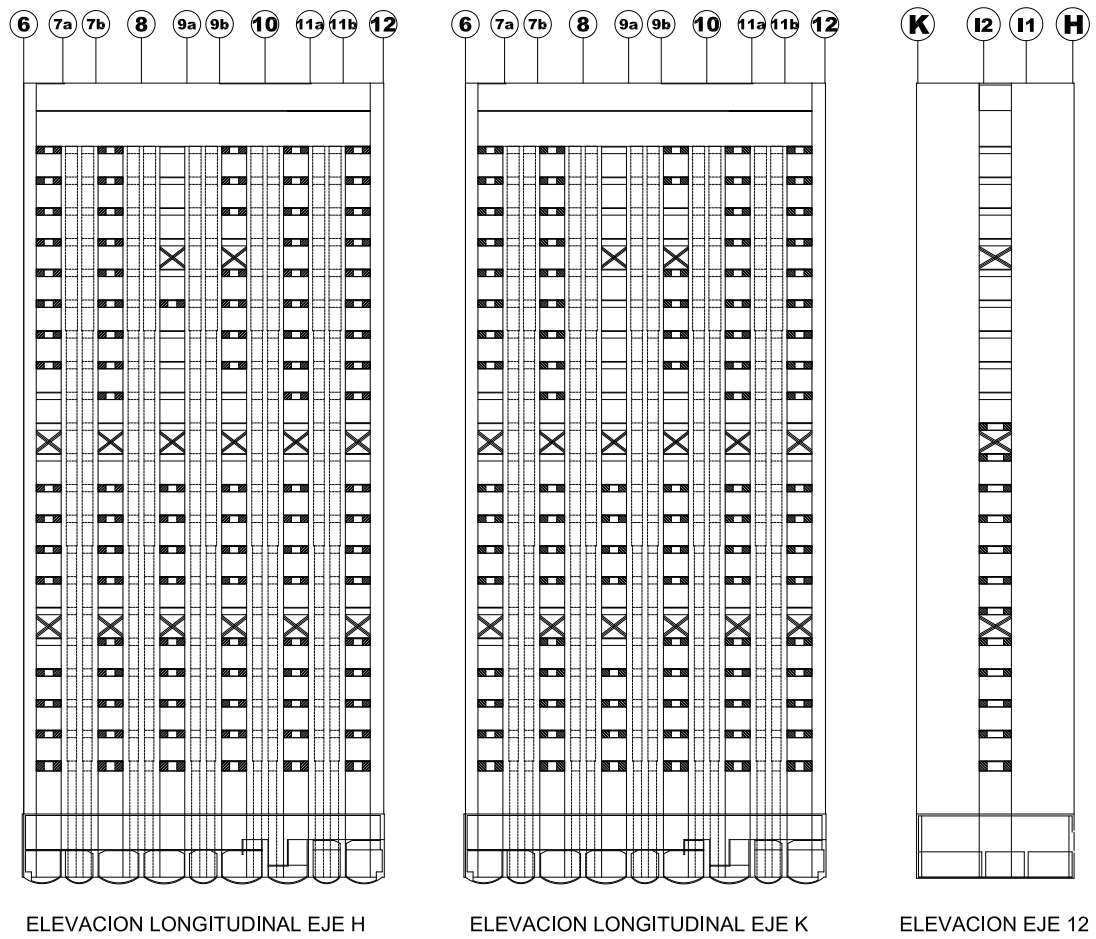 6 7a 7b 8 9a 9b 10 11a 11b 12
6 7a 7b 8 9a 9b 10 11a 11b 12
K I2 I1 H
ELEVACION LONGITUDINAL EJE H
ELEVACION LONGITUDINAL EJE K
ELEVACION EJE 12